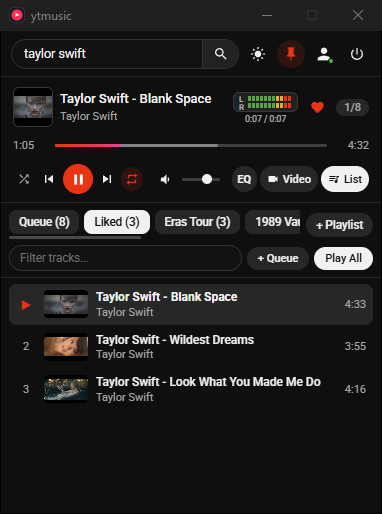 ytmusic
taylor swift
Taylor Swift - Blank Space
Taylor Swift
L
R
0:07 / 0:07
1/8
1:05
4:32
EQ
Video
List
Queue (8)
Liked (3)
Eras Tour (3)
1989 Vau
+ Playlist
Filter tracks...
+ Queue
Play All
Taylor Swift - Blank Space
Taylor Swift
4:33
2
Taylor Swift - Wildest Dreams
Taylor Swift
3:55
3
Taylor Swift - Look What You Made Me Do
Taylor Swift
4:16